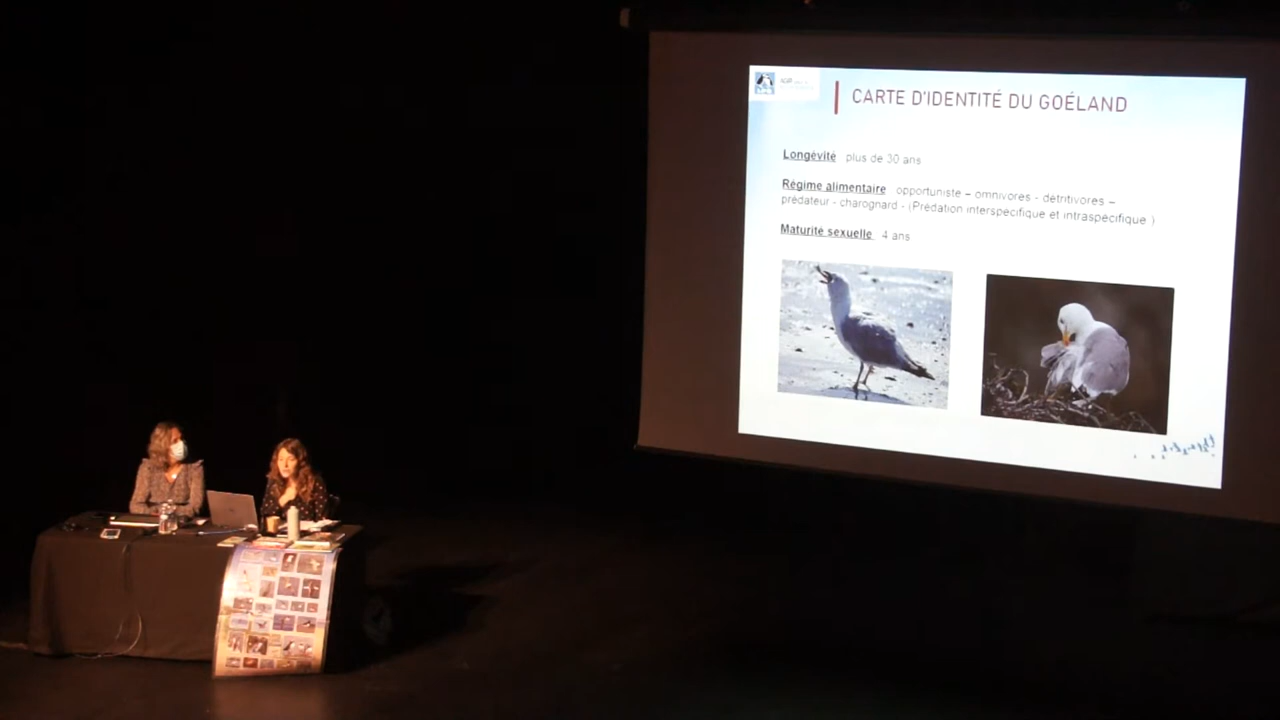 CARTE D'IDENTITÉ DU GOÉLAND
Longévité plus de 30 ans
Régime alimentaire opportuniste – omnivores - détritivores –
prédateur - charognard - (Prédation interspécifique et intraspécifique )
Maturité sexuelle 4 ans